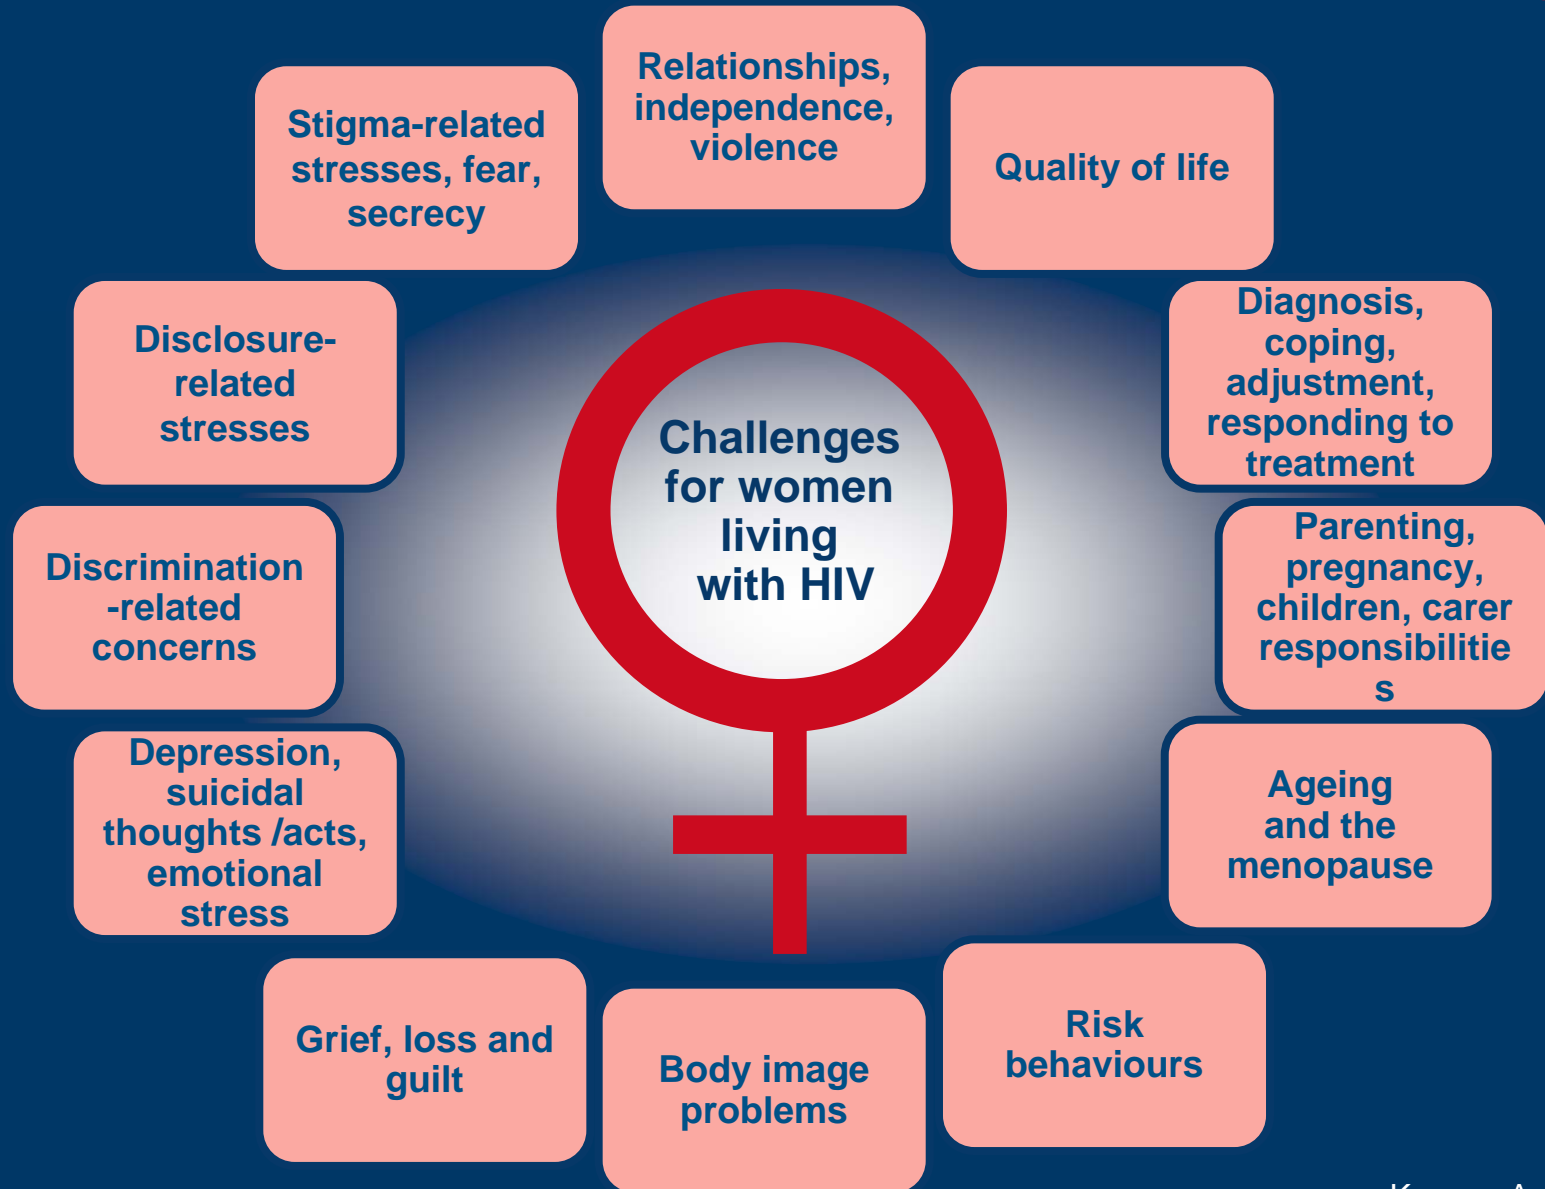 Relationships,
independence,
violence
Quality of life
Diagnosis,
coping,
adjustment,
responding to
treatment
Parenting,
pregnancy,
children, carer
responsibilitie
s
Ageing
and the
menopause
Risk
behaviours
Body image
problems
Grief, loss and
guilt
Depression,
suicidal
thoughts /acts,
emotional
stress
Discrimination
-related
concerns
Disclosure-
related
stresses
Stigma-related
stresses, fear,
secrecy
Challenges
for women
living
with HIV